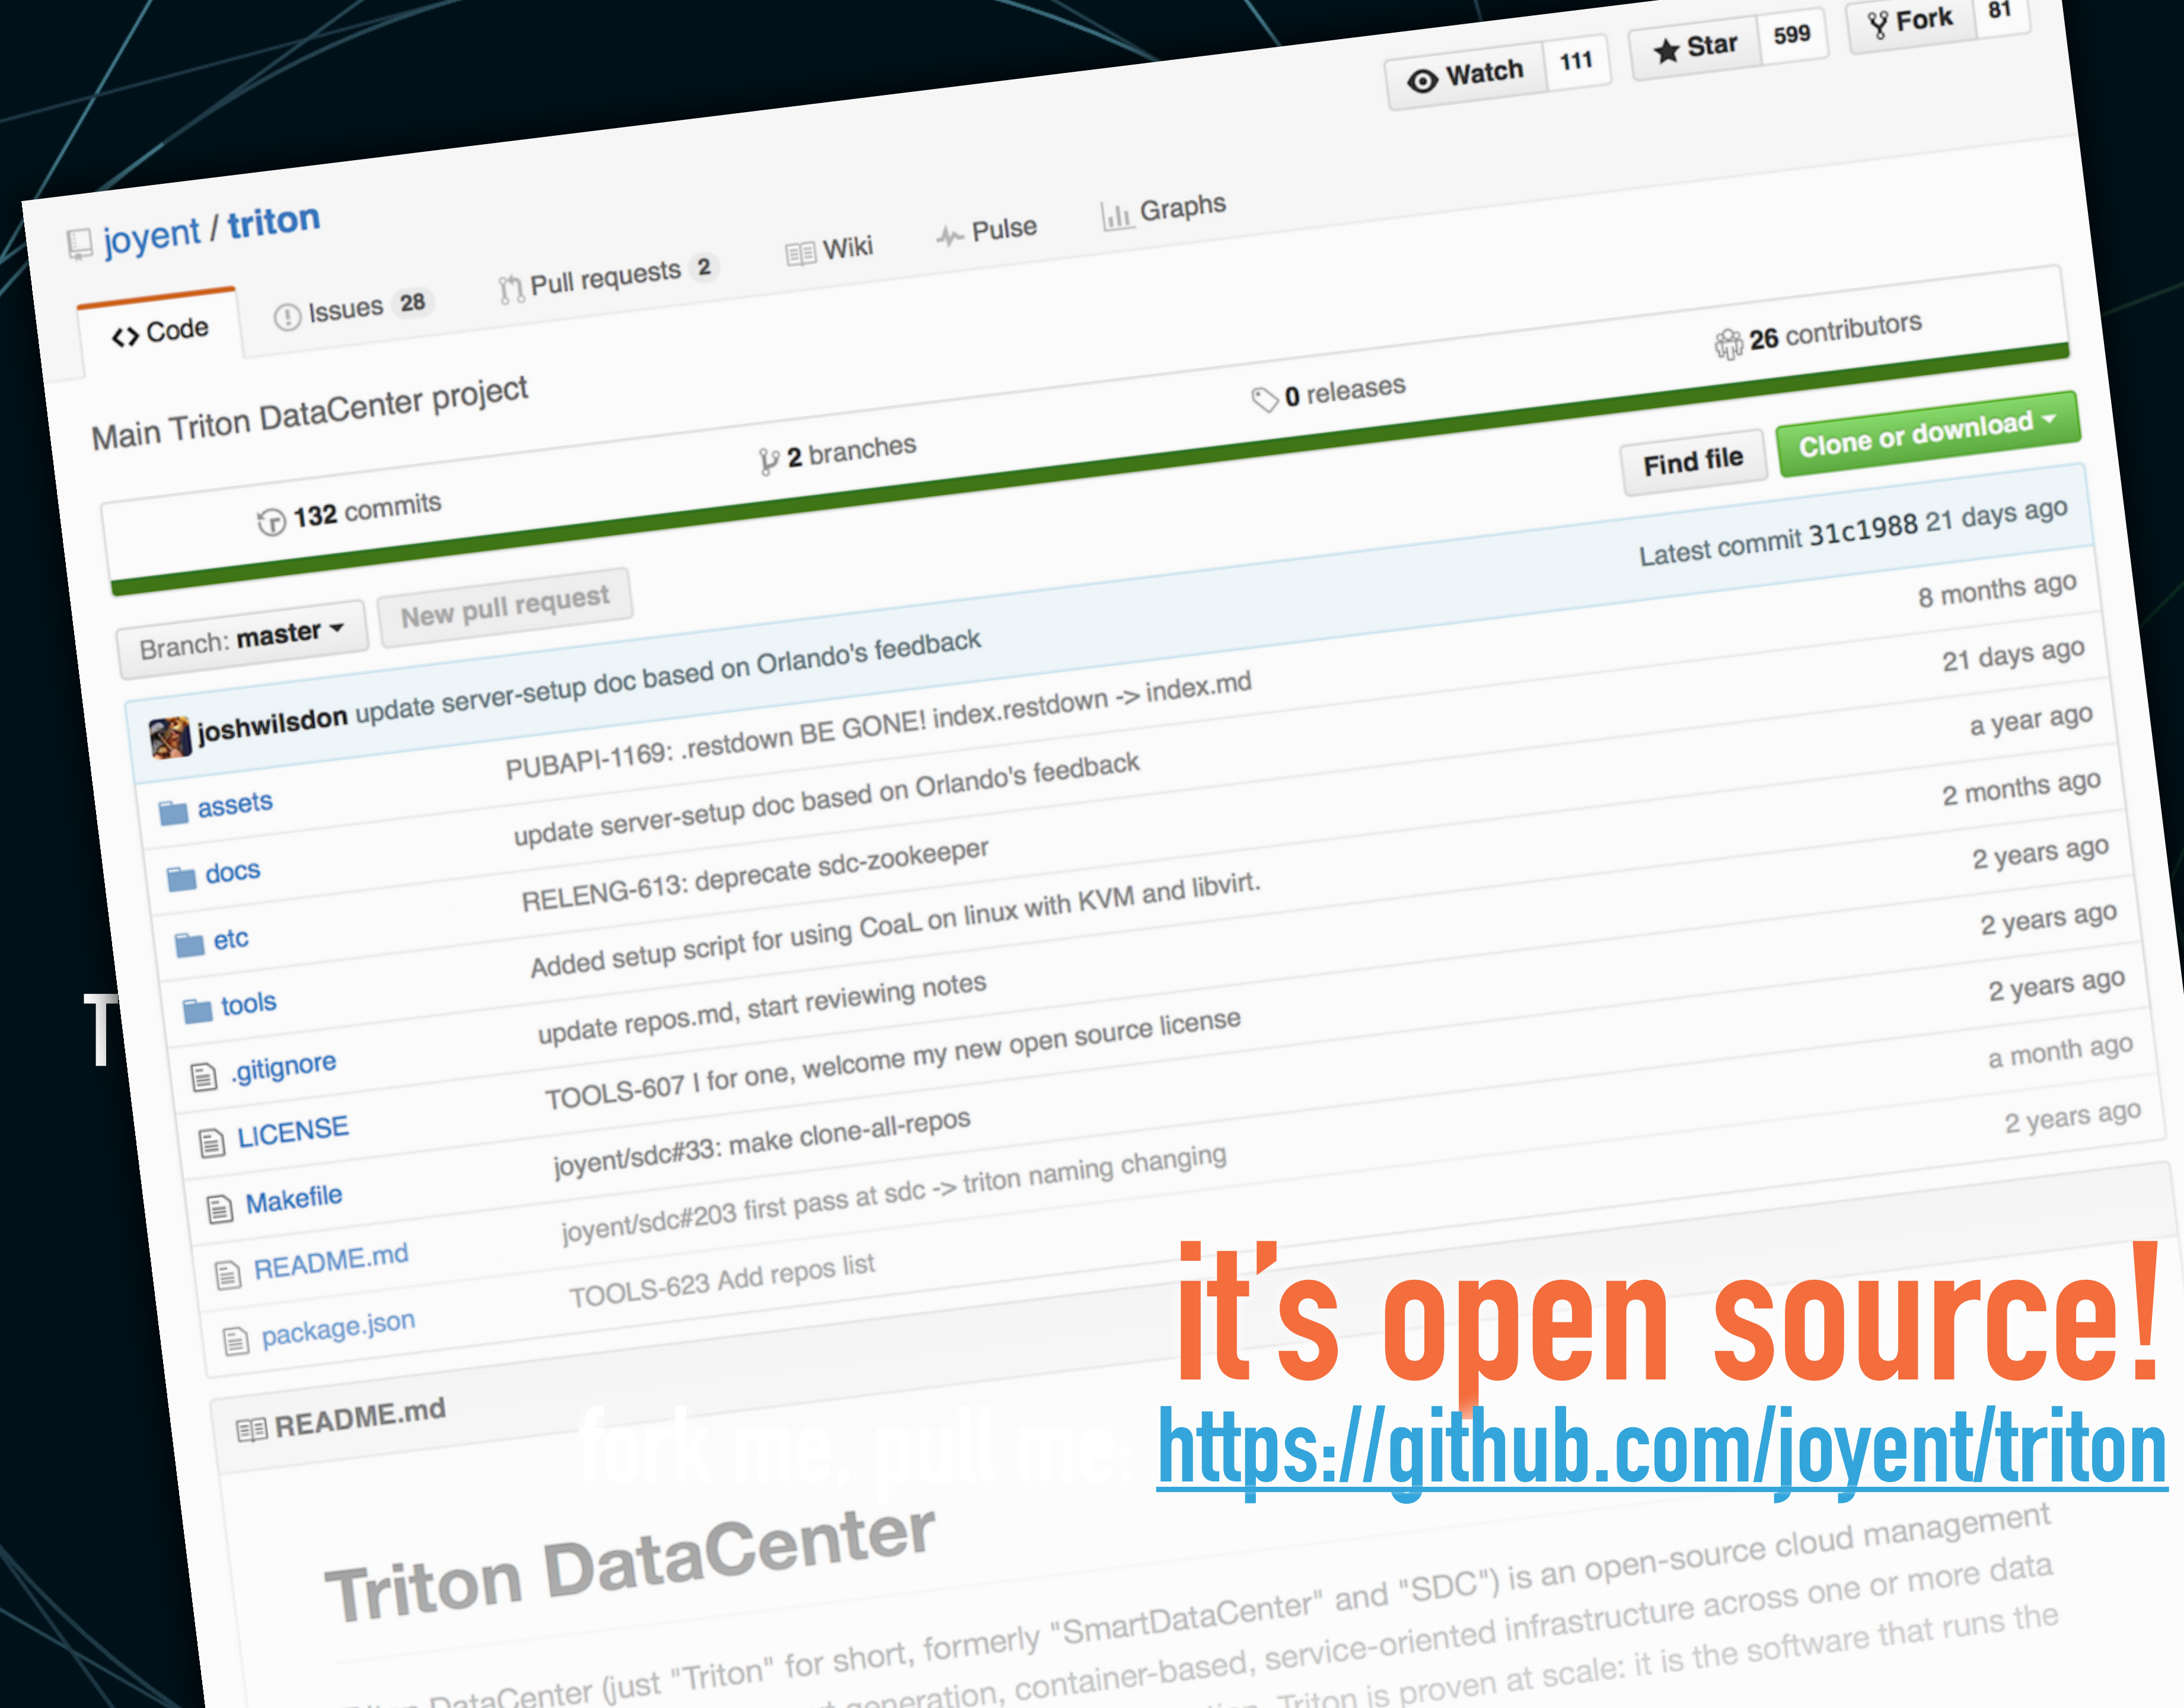 Watch 111 Star 599 Fork 81
joyent / triton
Code Issues 28 Pull requests 2 Wiki Pulse Graphs
Main Triton DataCenter project
132 commits 2 branches 0 releases 26 contributors
Branch: master New pull request Find file Clone or download
joshwilsdon update server-setup doc based on Orlando's feedback Latest commit 31c1988 21 days ago
assets PUBAPI-1169: .restdown BE GONE! index.restdown -> index.md 8 months ago
docs update server-setup doc based on Orlando's feedback 21 days ago
etc RELENG-613: deprecate sdc-zookeeper a year ago
tools Added setup script for using CoaL on linux with KVM and libvirt. 2 months ago
.gitignore update repos.md, start reviewing notes 2 years ago
LICENSE TOOLS-607 I for one, welcome my new open source license 2 years ago
Makefile joyent/sdc#33: make clone-all-repos 2 years ago
README.md joyent/sdc#203 first pass at sdc -> triton naming changing a month ago
package.json TOOLS-623 Add repos list 2 years ago
T
it's open source!
README.md
fork me, pull me: https://github.com/joyent/triton
Triton DataCenter
DataCenter (just "Triton" for short, formerly "SmartDataCenter" and "SDC") is an open-source cloud management
generation, container-based, service-oriented infrastructure across one or more data
Triton is proven at scale: it is the software that runs the